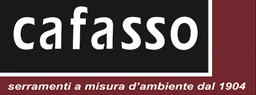 cafasso
serramenti a misura d'ambiente dal 1904